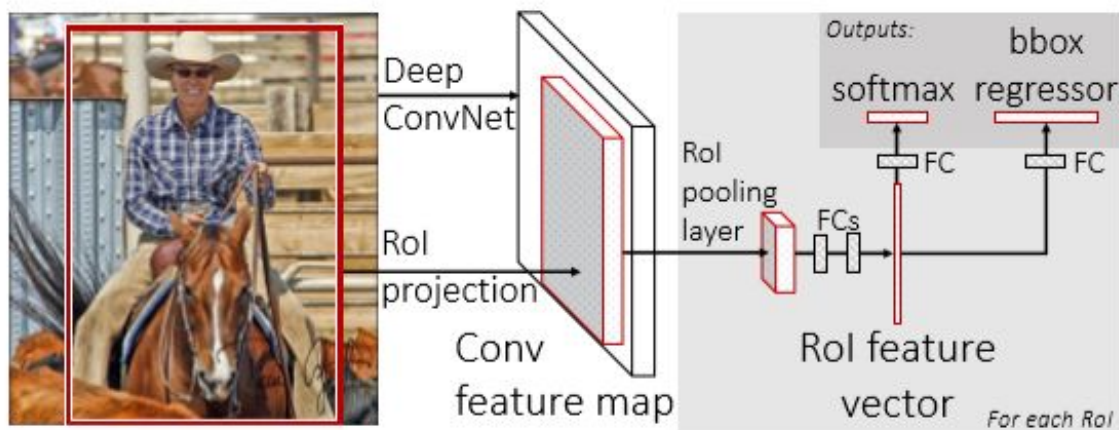 Deep
ConvNet
RoI
projection
Conv
feature map
RoI
pooling
layer
FCs
RoI feature
vector
For each RoI
Outputs:
softmax
bbox
regressor
FC
FC